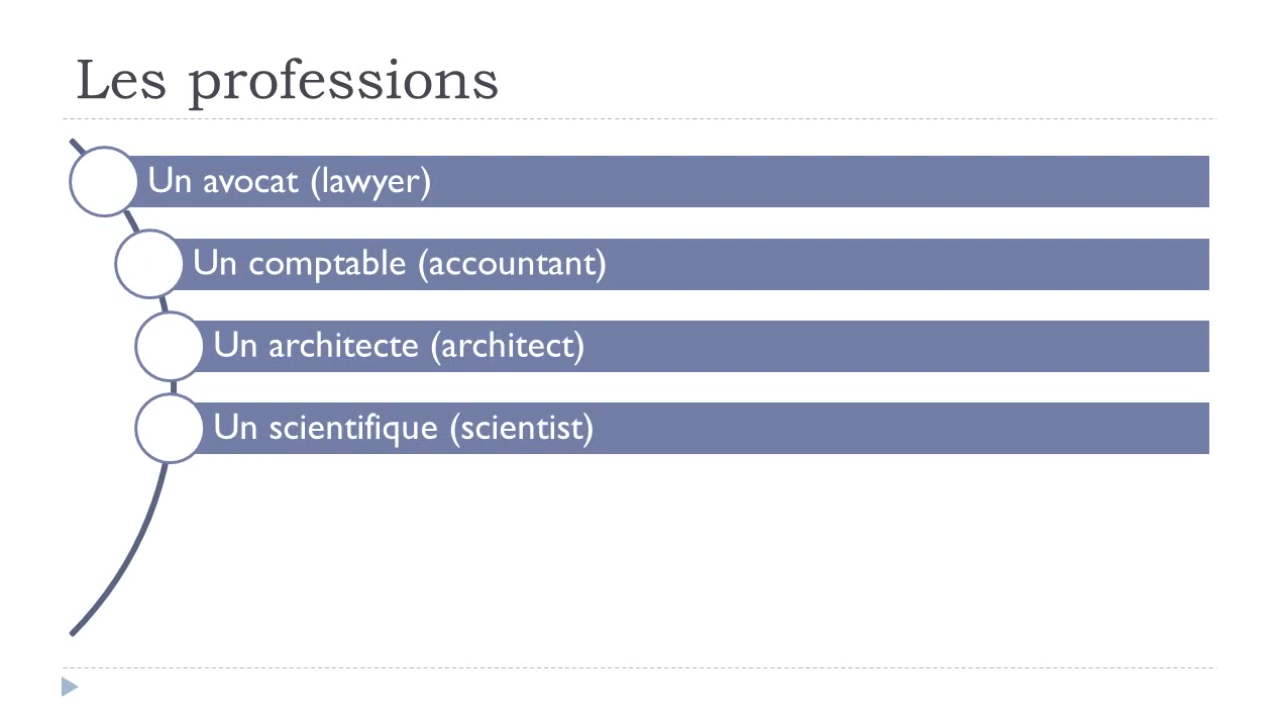 Les professions
Un avocat (lawyer)
Un comptable (accountant)
Un architecte (architect)
Un scientifique (scientist)